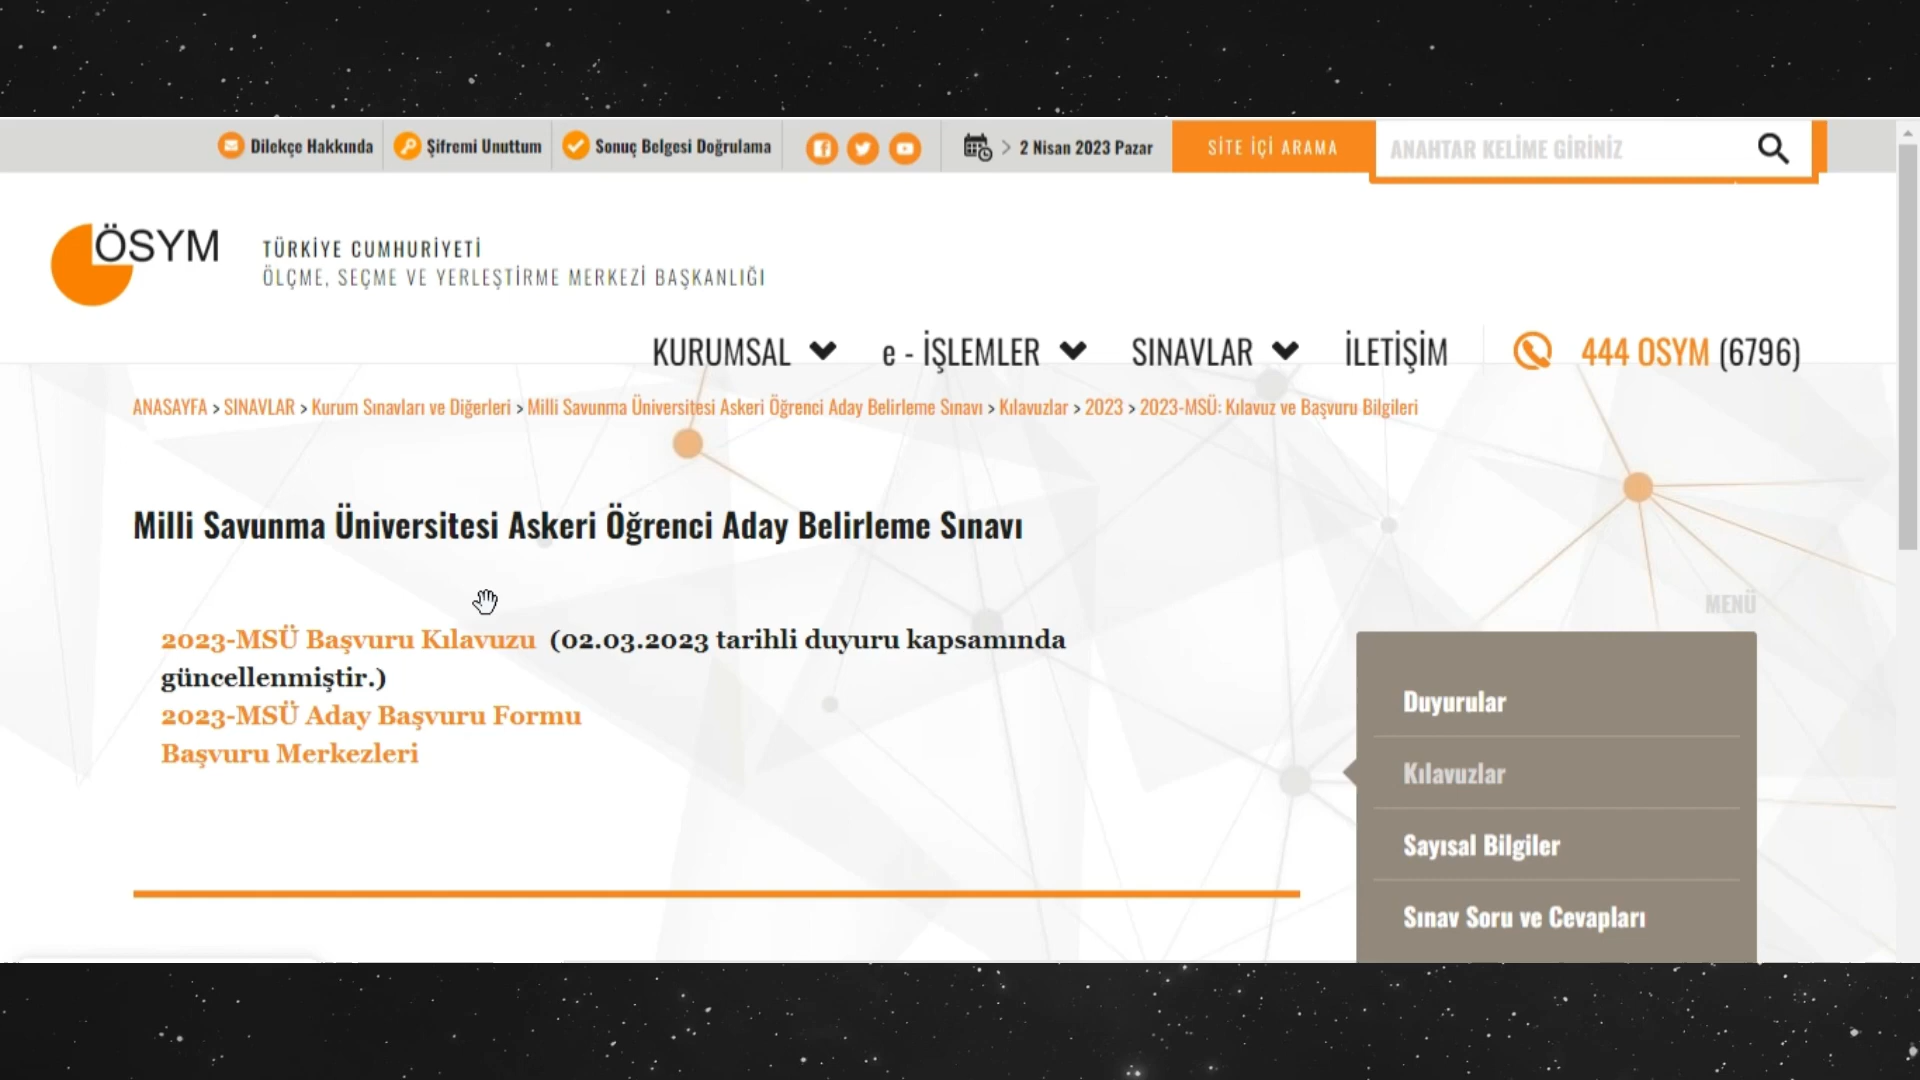 Dilekçe Hakkında
Şifremi Unuttum
Sonuç Belgesi Doğrulama
> 2 Nisan 2023 Pazar
SİTE İÇİ ARAMA
ANAHTAR KELİME GİRİNİZ
ÖSYM
TÜRKİYE CUMHURİYETİ
ÖLÇME, SEÇME VE YERLEŞTİRME MERKEZİ BAŞKANLIĞI
KURUMSAL
e - İŞLEMLER
SINAVLAR
İLETİŞİM
444 OSYM (6796)
ANASAYFA > SINAVLAR > Kurum Sınavları ve Diğerleri > Milli Savunma Üniversitesi Askeri Öğrenci Aday Belirleme Sınavı > Kılavuzlar > 2023 > 2023-MSÜ: Kılavuz ve Başvuru Bilgileri
Milli Savunma Üniversitesi Askeri Öğrenci Aday Belirleme Sınavı
2023-MSÜ Başvuru Kılavuzu (02.03.2023 tarihli duyuru kapsamında
güncellenmiştir.)
2023-MSÜ Aday Başvuru Formu
Başvuru Merkezleri
MENÜ
Duyurular
Kılavuzlar
Sayısal Bilgiler
Sınav Soru ve Cevapları